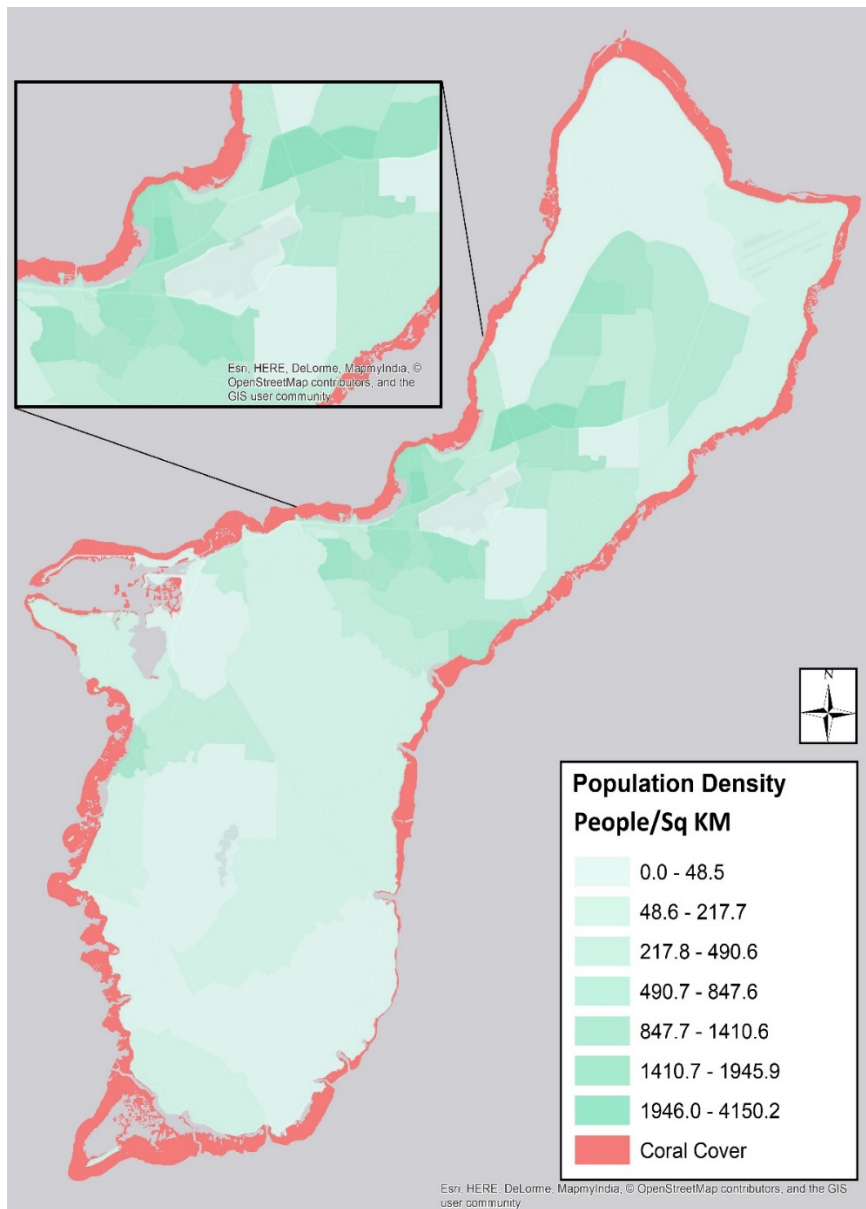 Esri, HERE, DeLorme, MapmyIndia, ©
OpenStreetMap contributors, and the
GIS user community
N
Population Density
People/Sq KM
0.0 - 48.5
48.6 - 217.7
217.8 - 490.6
490.7 - 847.6
847.7 - 1410.6
1410.7 - 1945.9
1946.0 - 4150.2
Coral Cover
Esri, HERE, DeLorme, MapmyIndia, © OpenStreetMap contributors, and the GIS
user community